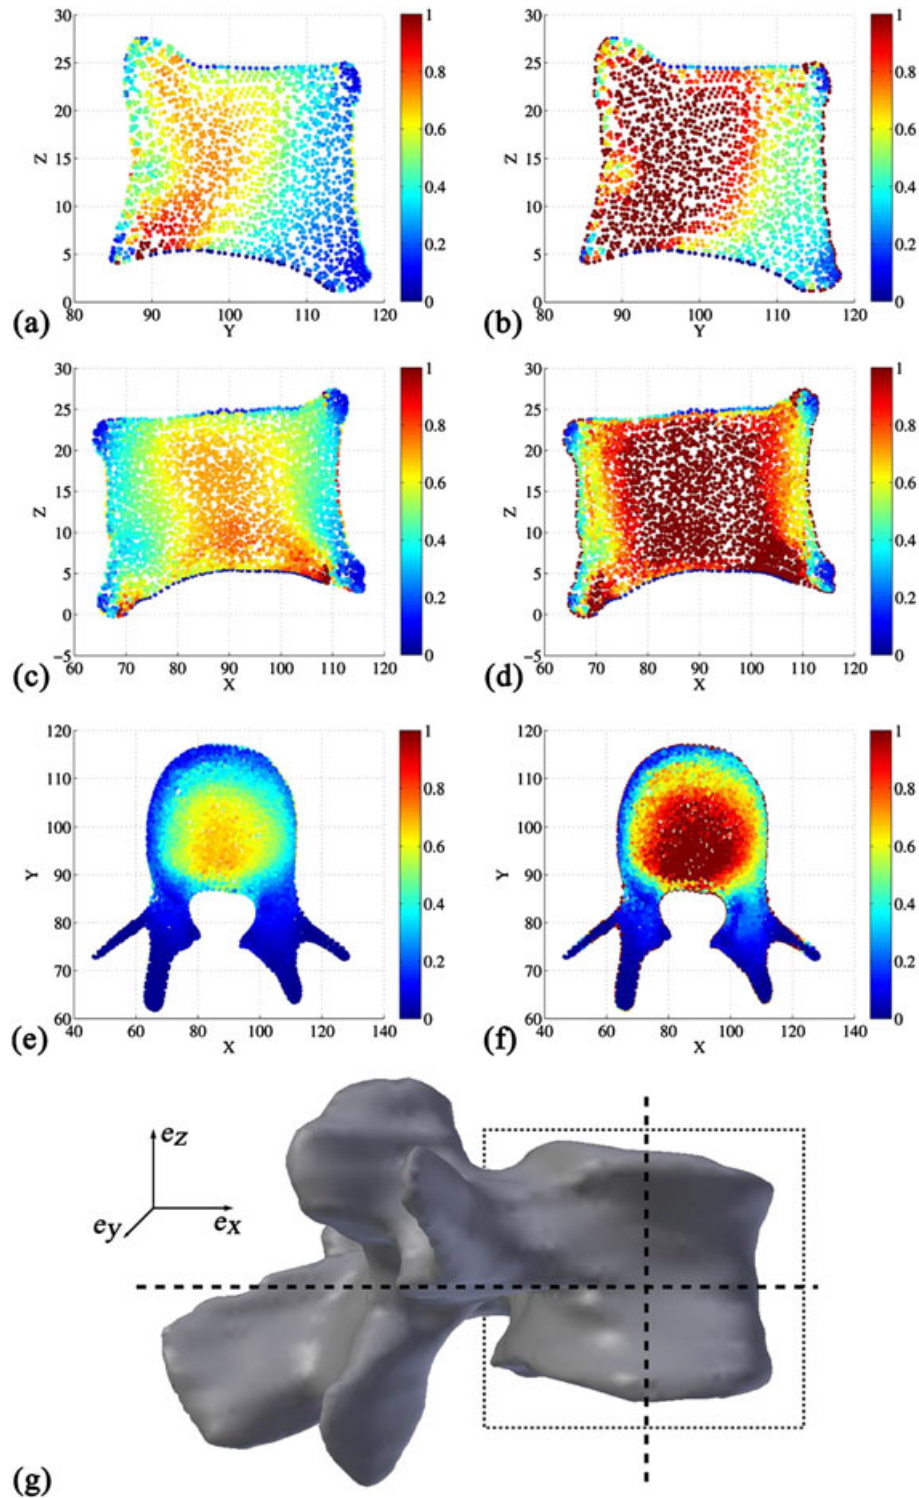 30
25
20
15
10
5
0
80 90 100 110 120
Z
Y
1
0.8
0.6
0.4
0.2
0
(a)
30
25
20
15
10
5
0
80 90 100 110 120
Z
Y
1
0.8
0.6
0.4
0.2
0
(b)
30
25
20
15
10
5
0
−5
60 70 80 90 100 110 120
Z
X
1
0.8
0.6
0.4
0.2
0
(c)
30
25
20
15
10
5
0
−5
60 70 80 90 100 110 120
Z
X
1
0.8
0.6
0.4
0.2
0
(d)
120
110
100
90
80
70
60
40 60 80 100 120 140
Y
X
1
0.8
0.6
0.4
0.2
0
(e)
120
110
100
90
80
70
60
40 60 80 100 120 140
Y
X
1
0.8
0.6
0.4
0.2
0
(f)
eZ
eY
eX
(g)